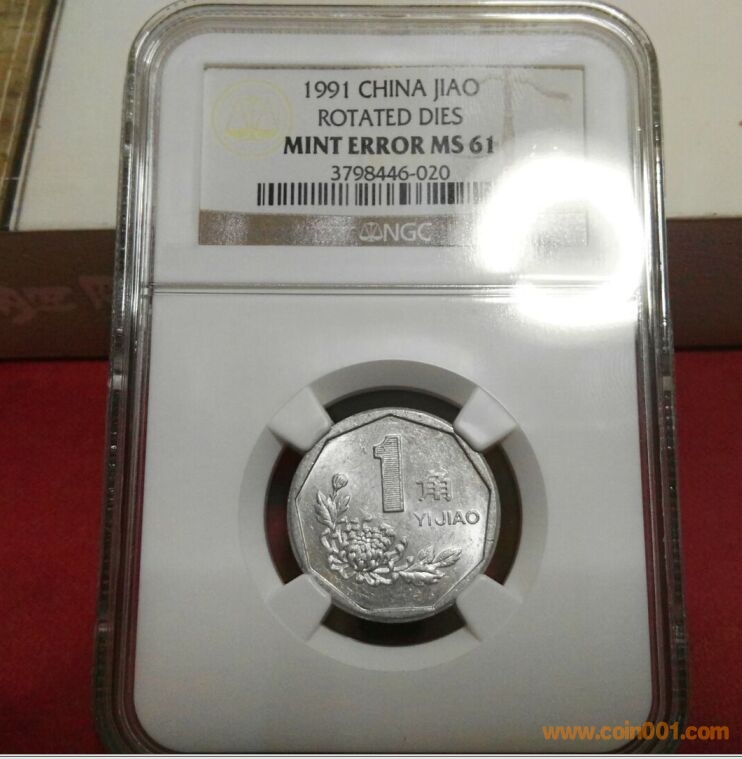 1991 CHINA JIAO
ROTATED DIES
MINT ERROR MS 61
3798446-020
NGC
1 角
YI JIAO
www.coin001.com